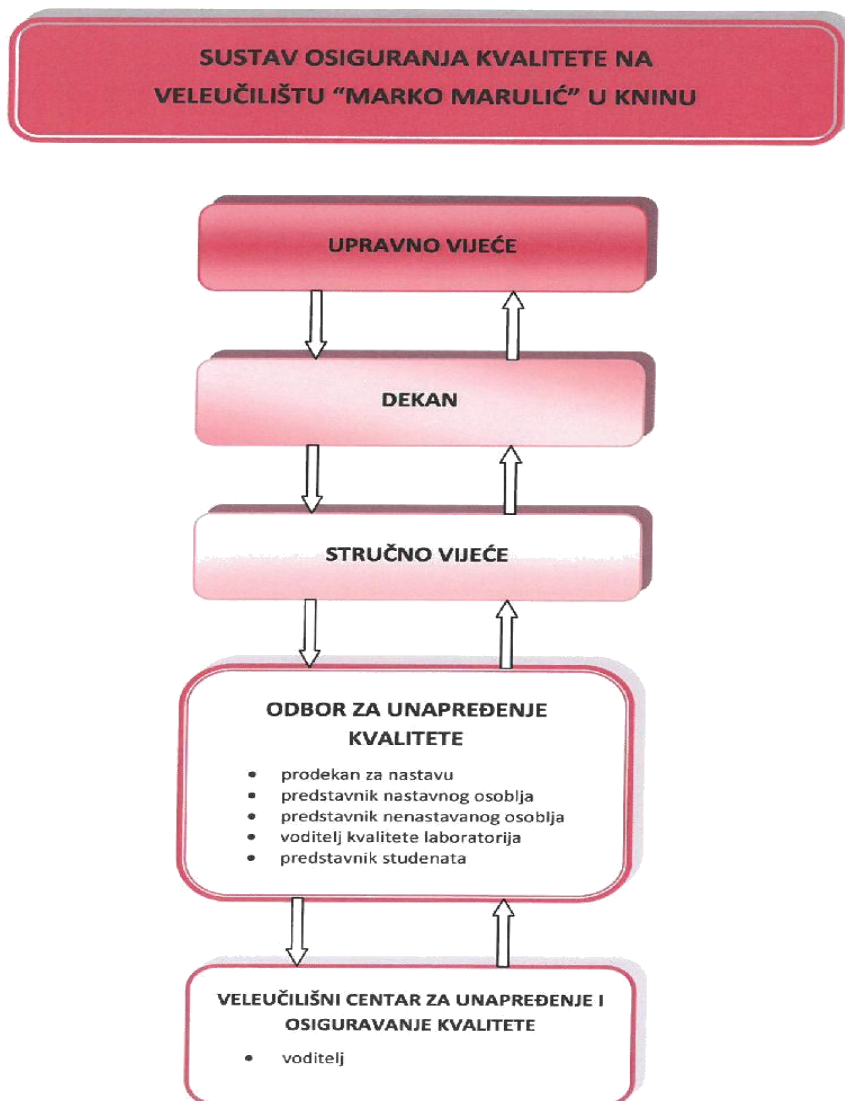 SUSTAV OSIGURANJA KVALITETE NA
VELEUČILIŠTU “MARKO MARULIĆ” U KNINU
UPRAVNO VIJEĆE
DEKAN
STRUČNO VIJEĆE
ODBOR ZA UNAPREĐENJE
KVALITETE
• prodekan za nastavu
• predstavnik nastavnog osoblja
• predstavnik nenastavanog osoblja
• voditelj kvalitete laboratorija
• predstavnik studenata
VELEUČILIŠNI CENTAR ZA UNAPREĐENJE I
OSIGURAVANJE KVALITETE
• voditelj